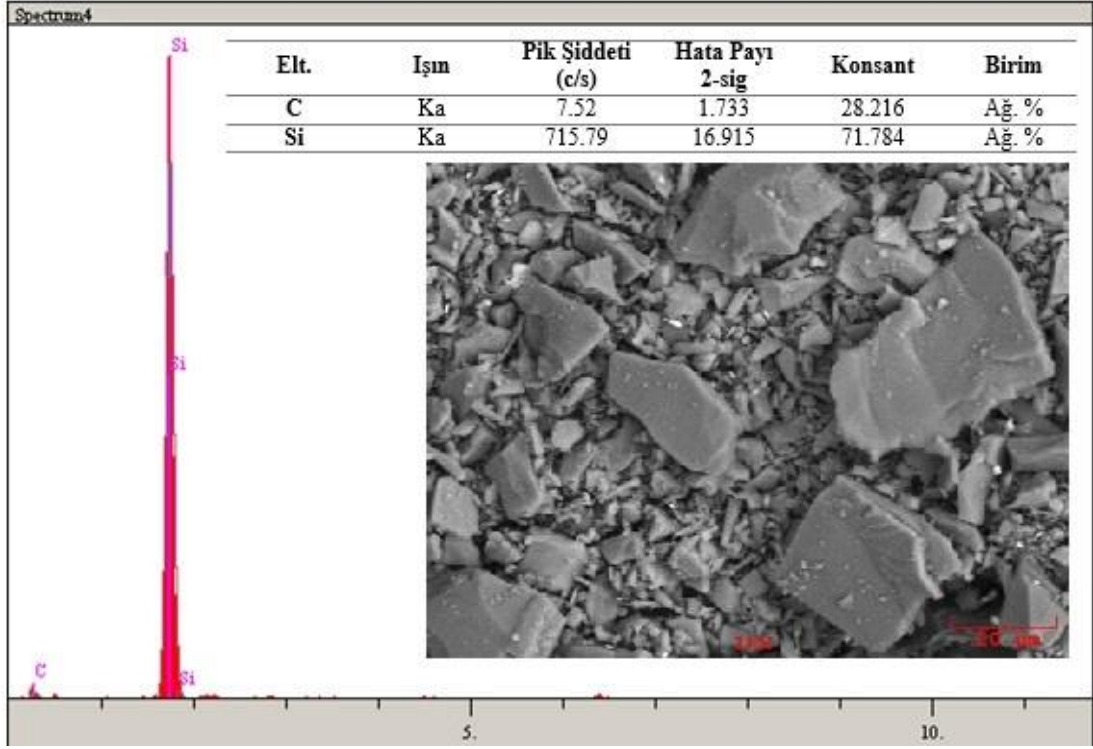 Spectrum4
Si
Elt. Işın Pik Şiddeti (c/s) Hata Payı 2-sig Konsant Birim
C Ka 7.52 1.733 28.216 Ağ. %
Si Ka 715.79 16.915 71.784 Ağ. %
Si
C
Si
5.
10.